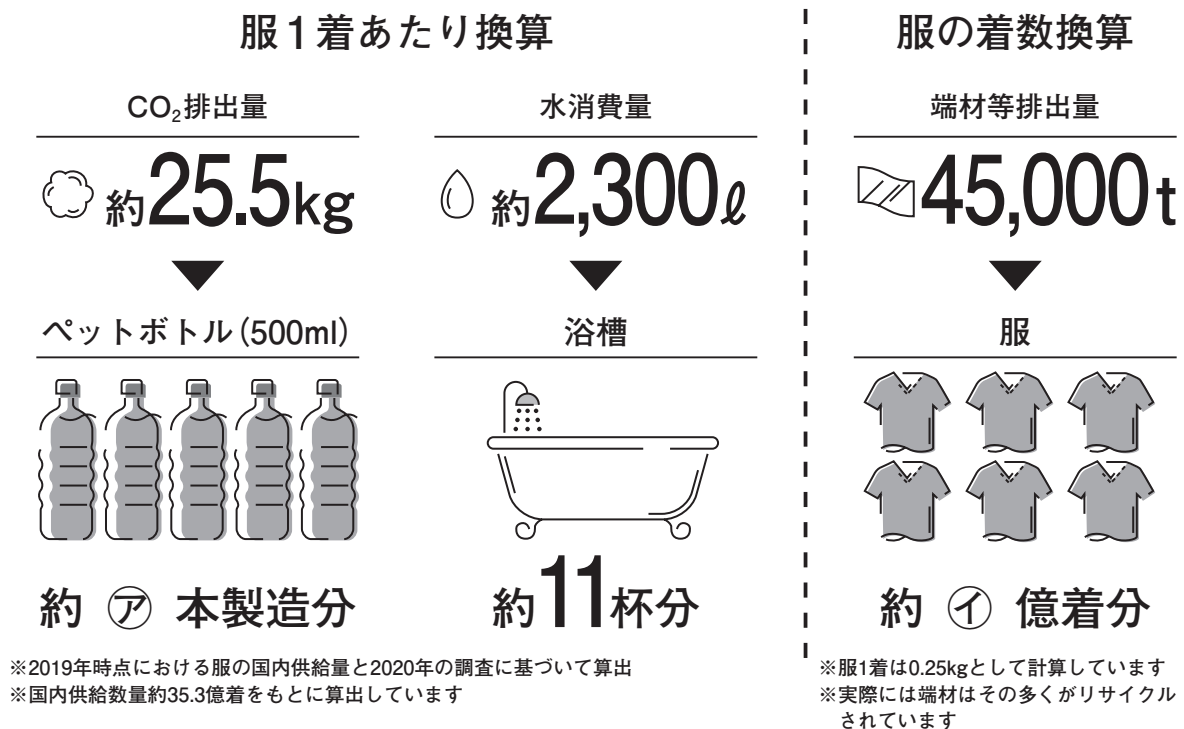 服1着あたり換算
CO₂排出量
約25.5kg
ペットボトル(500ml)
約 ㋐ 本製造分
水消費量
約2,300ℓ
浴槽
約11杯分
※2019年時点における服の国内供給量と2020年の調査に基づいて算出
※国内供給数量約35.3億着をもとに算出しています
服の着数換算
端材等排出量
45,000t
服
約 ㋑ 億着分
※服1着は0.25kgとして計算しています
※実際には端材はその多くがリサイクル
されています